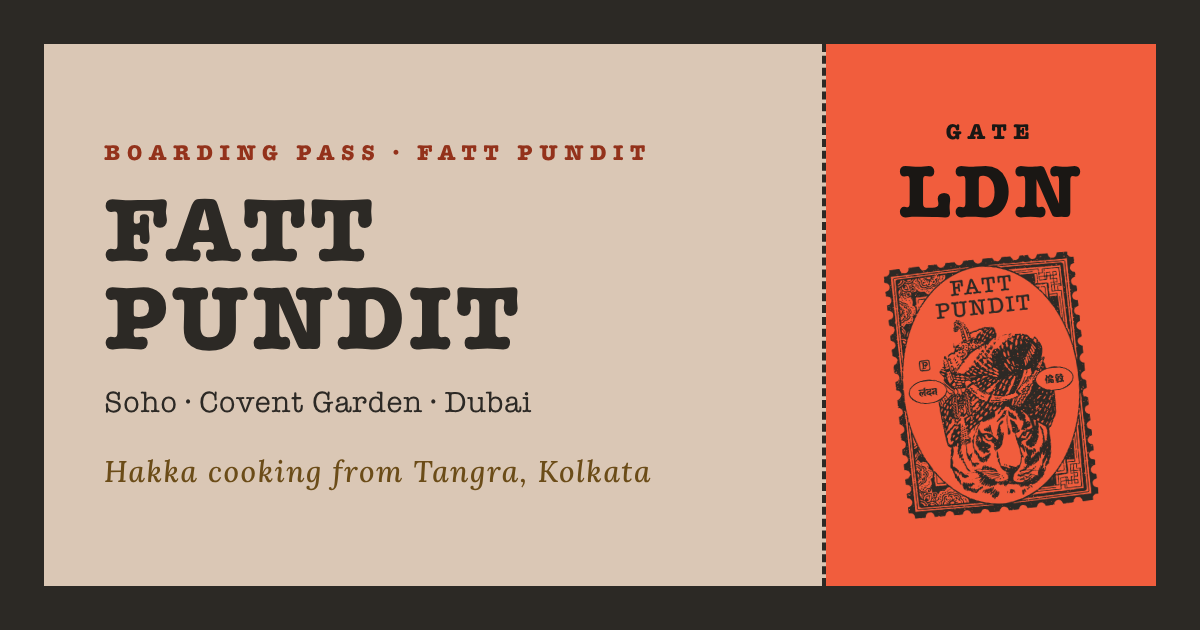 BOARDING PASS · FATT PUNDIT
FATT
PUNDIT
Soho · Covent Garden · Dubai
Hakka cooking from Tangra, Kolkata
GATE
LDN
FATT
PUNDIT
P
लंदन